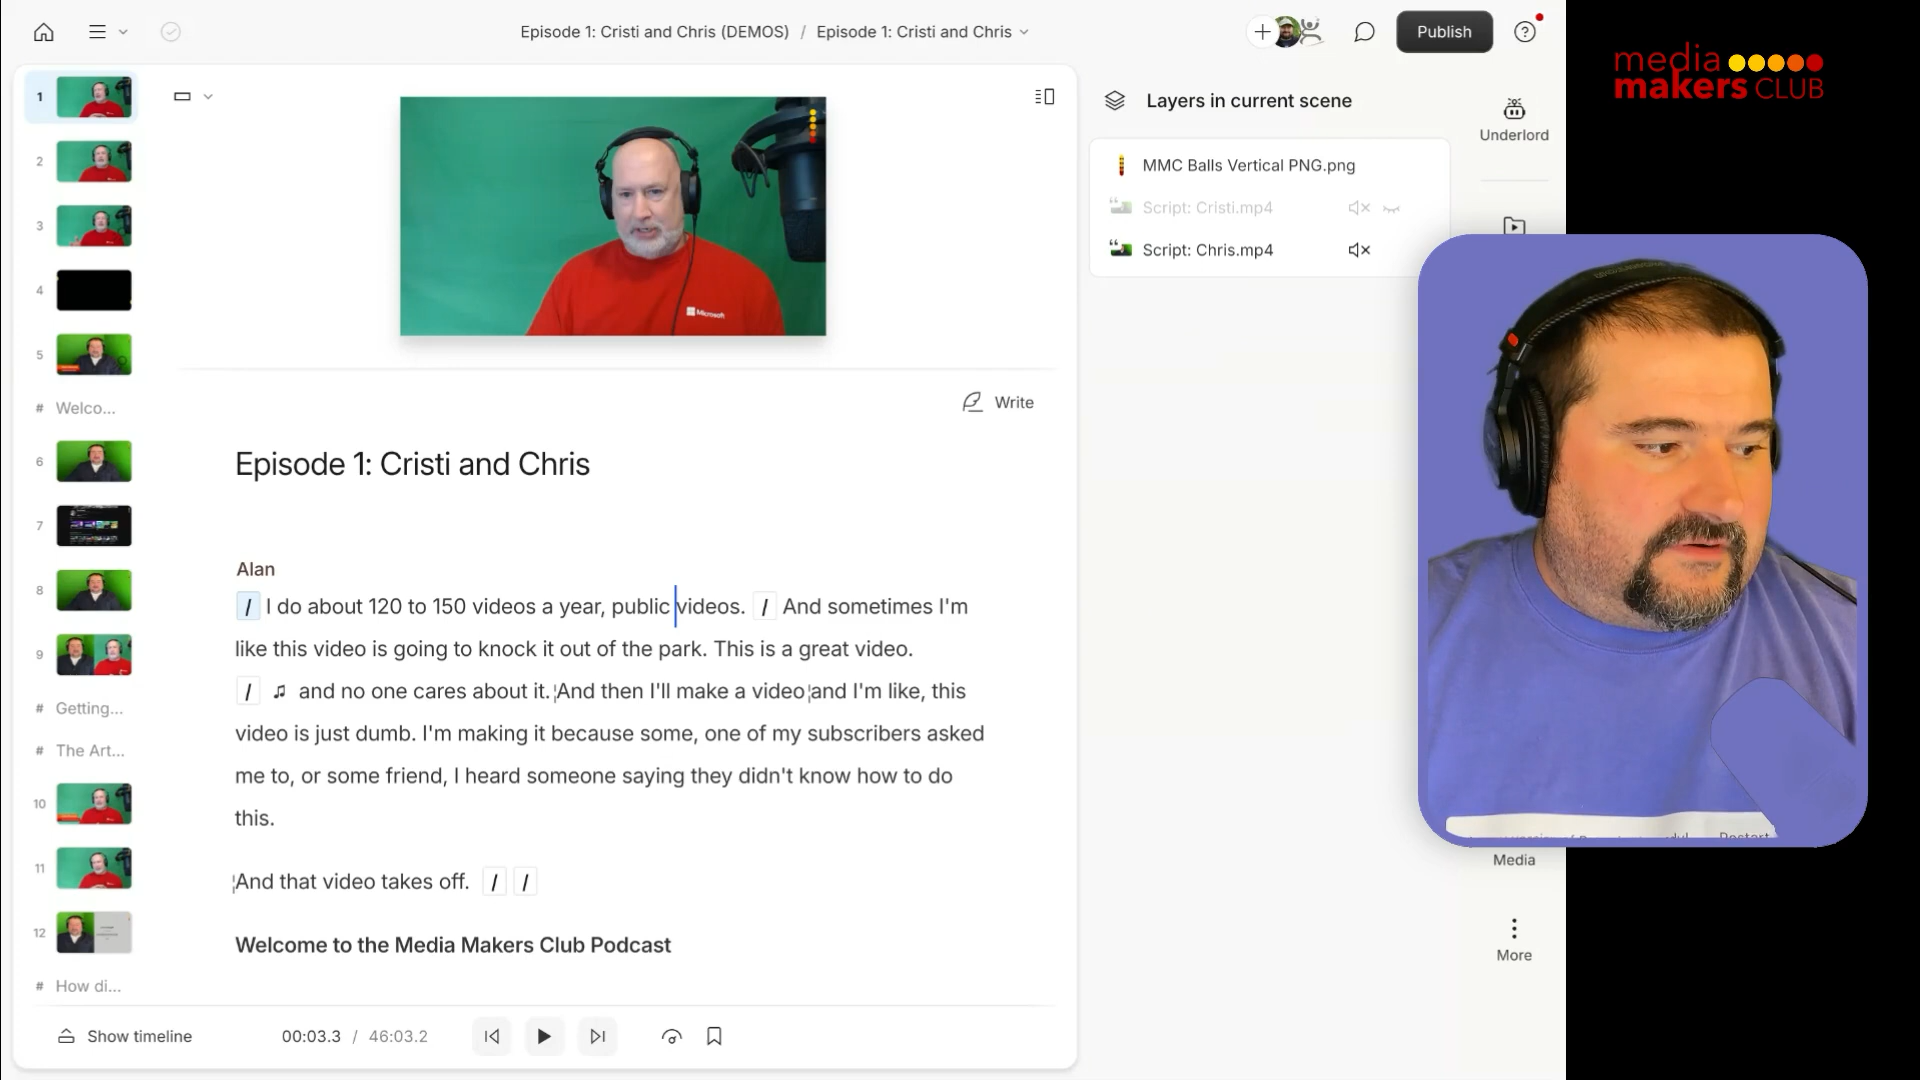 Episode 1: Cristi and Chris (DEMOS) / Episode 1: Cristi and Chris
Publish
media
makers CLUB
1
2
3
4
5
# Welco...
6
7
8
9
# Getting...
# The Art...
10
11
12
# How di...
Microsoft
Layers in current scene
MMC Balls Vertical PNG.png
Script: Cristi.mp4
Script: Chris.mp4
Underlord
Write
Episode 1: Cristi and Chris
Alan
/ I do about 120 to 150 videos a year, public videos. / And sometimes I'm
like this video is going to knock it out of the park. This is a great video.
/ ♫ and no one cares about it. And then I'll make a video and I'm like, this
video is just dumb. I'm making it because some, one of my subscribers asked
me to, or some friend, I heard someone saying they didn't know how to do
this.
And that video takes off. / /
Welcome to the Media Makers Club Podcast
Restart
Media
More
Show timeline
00:03.3 / 46:03.2